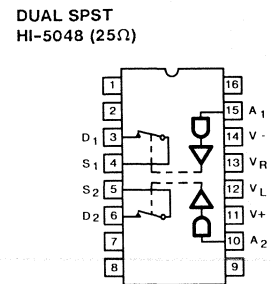 DUAL SPST
HI-5048 (25Ω)
1 16
2 15 A1
D1 3 14 V-
S1 4 13 VR
S2 5 12 VL
D2 6 11 V+
7 10 A2
8 9